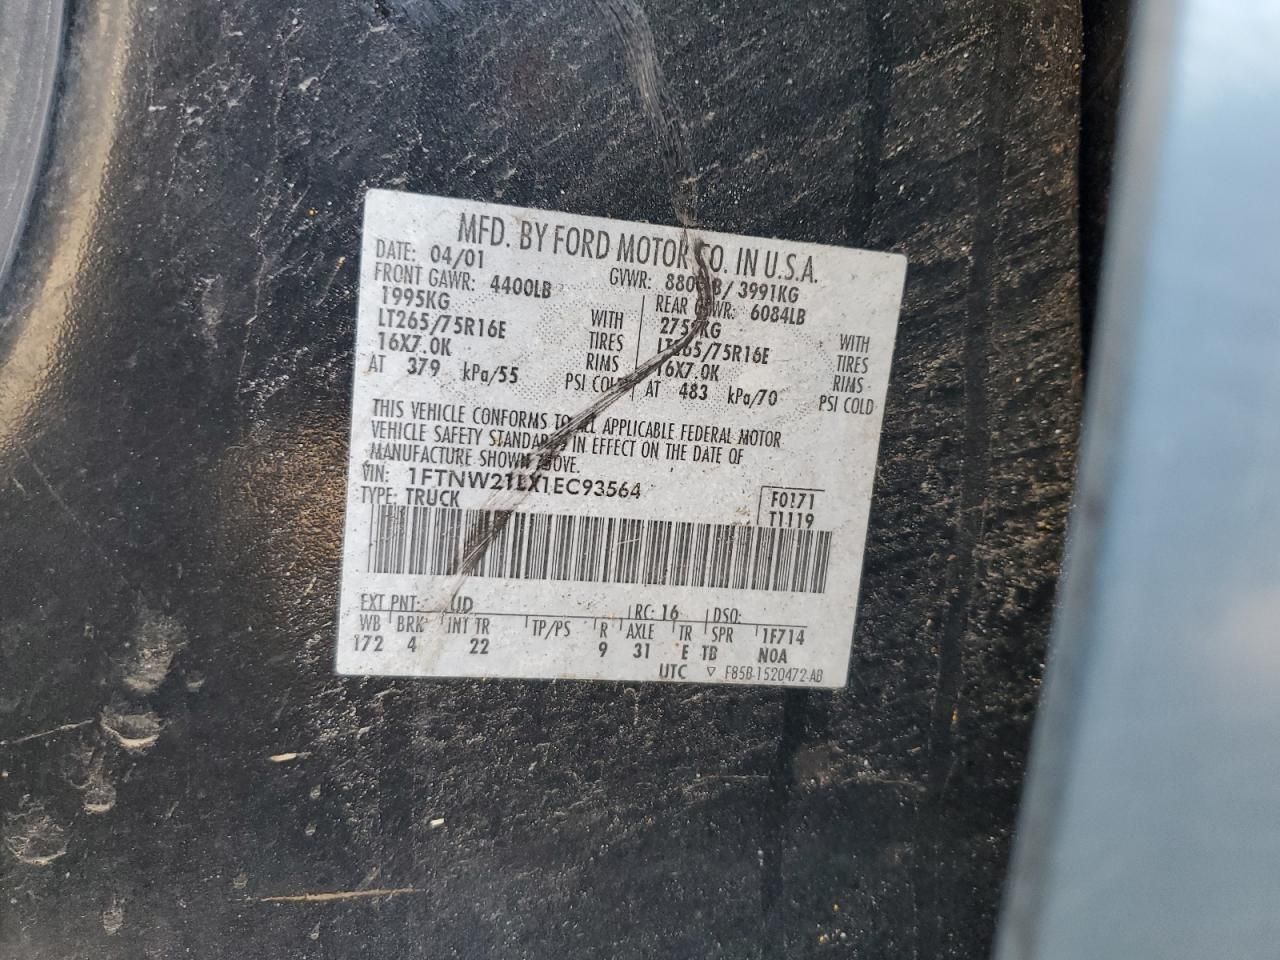 MFD. BY FORD MOTOR CO. IN U.S.A.
DATE: 04/01 GVWR: / 3991KG
FRONT GAWR: 4400LB REAR GAWR: 6084LB
1995KG WITH WITH
LT265/75R16E TIRES LT265/75R16E TIRES
16X7.0K RIMS 16X7.0K RIMS
AT 379 kPa/55 PSI COLD AT 483 kPa/70 PSI COLD
THIS VEHICLE CONFORMS TO ALL APPLICABLE FEDERAL MOTOR
VEHICLE SAFETY STANDARDS IN EFFECT ON THE DATE OF
MANUFACTURE SHOWN ABOVE.
VIN: 1FTNW21LX1EC93564 F0171
TYPE: TRUCK T1119
EXT PNT: RC: 16 DSO:
WB BRK INT TR TP/PS R AXLE TR SPR 1F714
172 4 22 9 31 E TB NOA
UTC ▽ F85B-1520472-AB